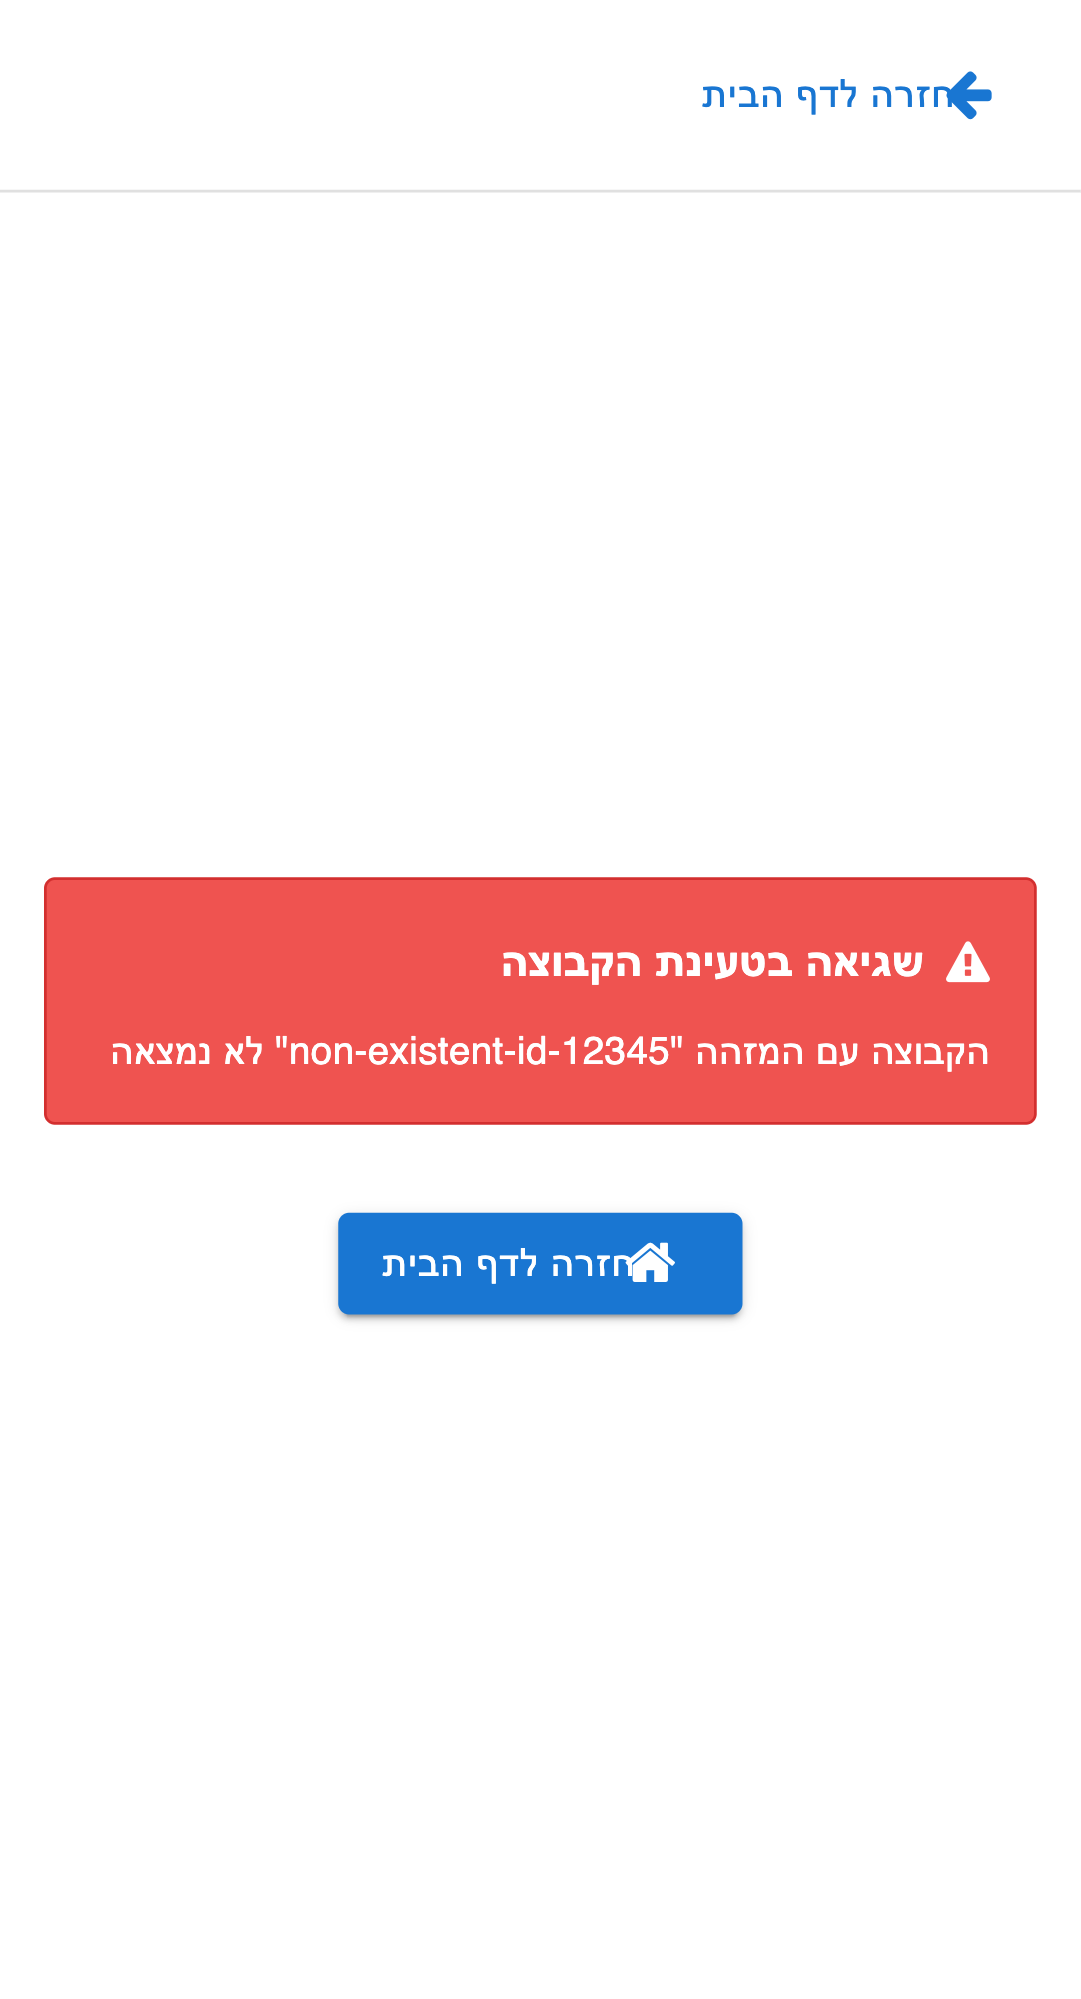 חזרה לדף הבית
שגיאה בטעינת הקבוצה
הקבוצה עם המזהה "non-existent-id-12345" לא נמצאה
חזרה לדף הבית